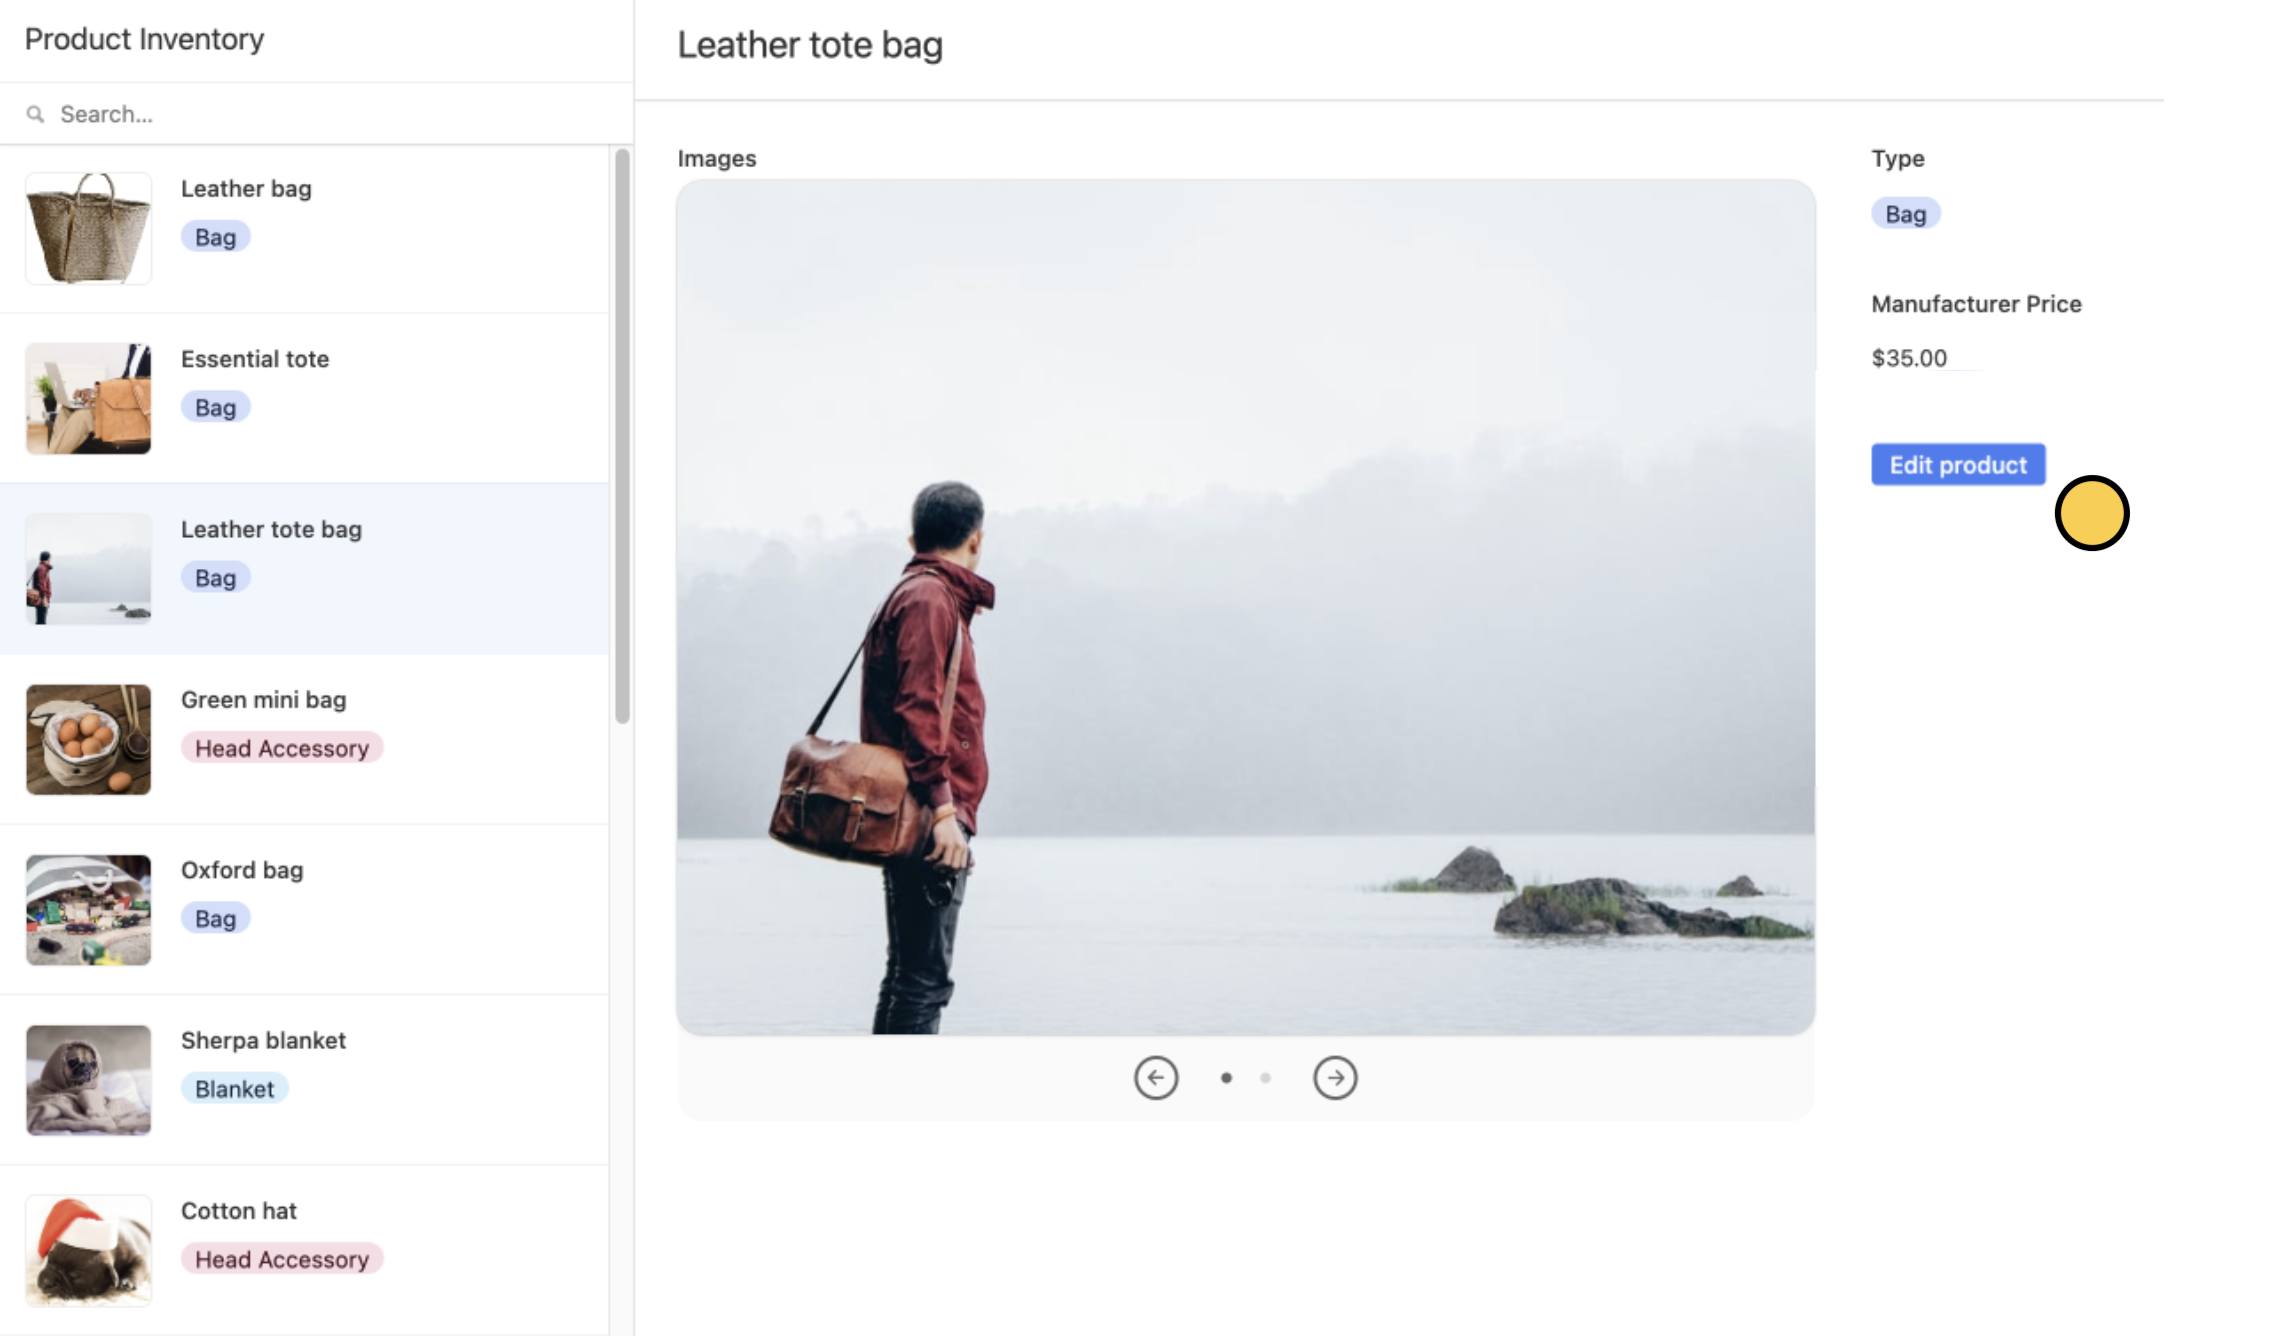 Product Inventory
Search...
Leather bag
Bag
Essential tote
Bag
Leather tote bag
Bag
Green mini bag
Head Accessory
Oxford bag
Bag
Sherpa blanket
Blanket
Cotton hat
Head Accessory
Leather tote bag
Images
Type
Bag
Manufacturer Price
$35.00
Edit product